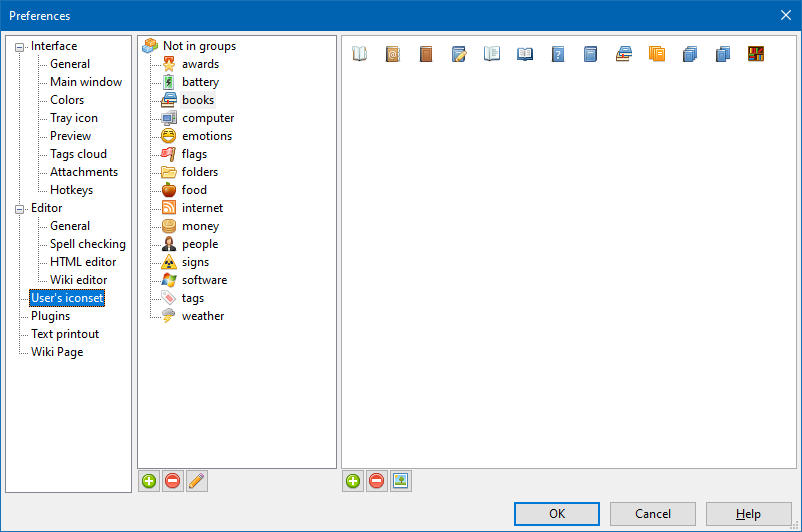 Preferences
Interface
General
Main window
Colors
Tray icon
Preview
Tags cloud
Attachments
Hotkeys
Editor
General
Spell checking
HTML editor
Wiki editor
User's iconset
Plugins
Text printout
Wiki Page
Not in groups
awards
battery
books
computer
emotions
flags
folders
food
internet
money
people
signs
software
tags
weather
OK
Cancel
Help